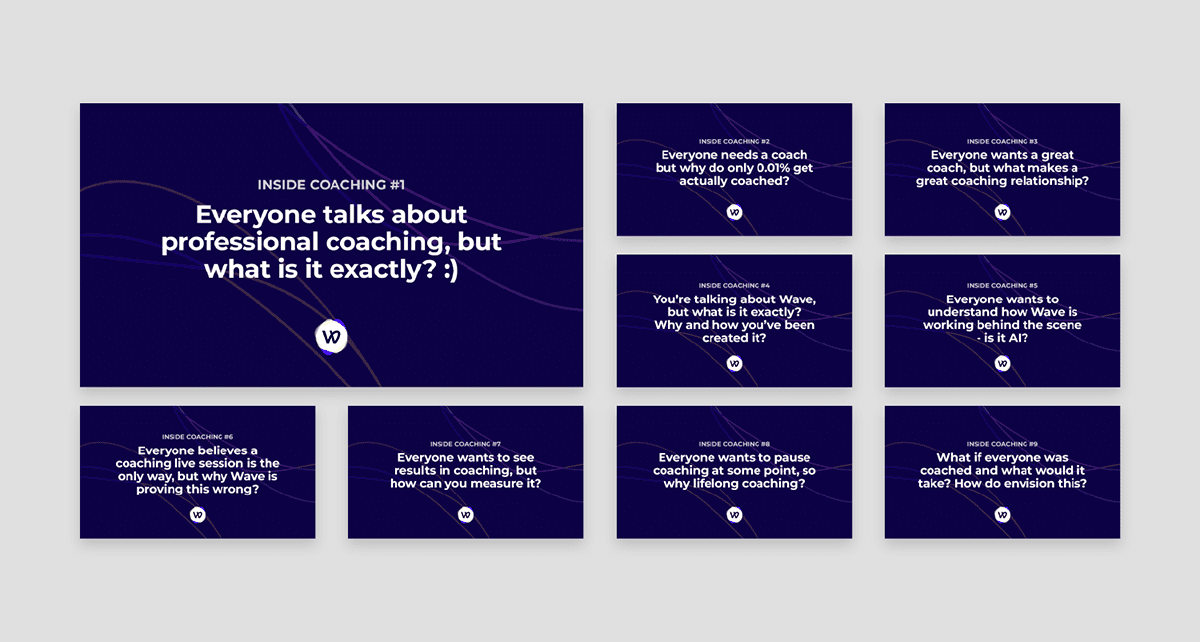 INSIDE COACHING #1
Everyone talks about
professional coaching, but
what is it exactly? :)
INSIDE COACHING #2
Everyone needs a coach
but why do only 0.01% get
actually coached?
INSIDE COACHING #3
Everyone wants a great
coach, but what makes a
great coaching relationship?
INSIDE COACHING #4
You're talking about Wave,
but what is it exactly?
Why and how you've been
created it?
INSIDE COACHING #5
Everyone wants to
understand how Wave is
working behind the scene
- is it AI?
INSIDE COACHING #6
Everyone believes a
coaching live session is the
only way, but why Wave is
proving this wrong?
INSIDE COACHING #7
Everyone wants to see
results in coaching, but
how can you measure it?
INSIDE COACHING #8
Everyone wants to pause
coaching at some point, so
why lifelong coaching?
INSIDE COACHING #9
What if everyone was
coached and what would it
take? How do envision this?